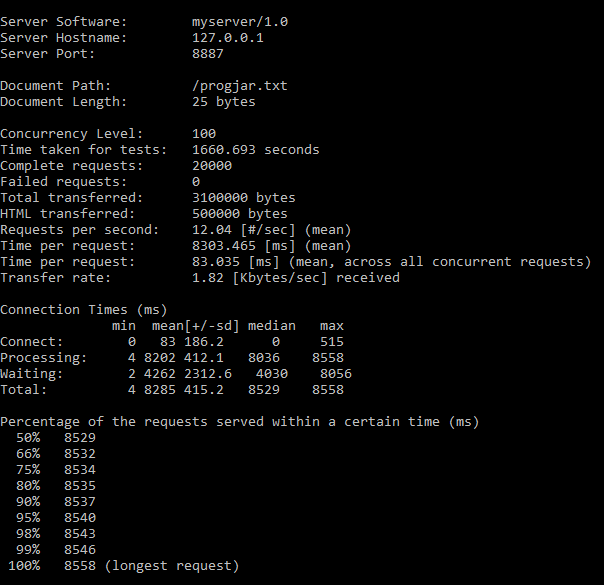 Server Software:        myserver/1.0
Server Hostname:        127.0.0.1
Server Port:            8887
Document Path:          /progjar.txt
Document Length:        25 bytes
Concurrency Level:      100
Time taken for tests:   1660.693 seconds
Complete requests:      20000
Failed requests:        0
Total transferred:      3100000 bytes
HTML transferred:       500000 bytes
Requests per second:    12.04 [#/sec] (mean)
Time per request:       8303.465 [ms] (mean)
Time per request:       83.035 [ms] (mean, across all concurrent requests)
Transfer rate:          1.82 [Kbytes/sec] received
Connection Times (ms)
              min  mean[+/-sd] median   max
Connect:        0   83 186.2      0     515
Processing:     4 8202 412.1   8036    8558
Waiting:        2 4262 2312.6   4030    8056
Total:          4 8285 415.2   8529    8558
Percentage of the requests served within a certain time (ms)
  50%   8529
  66%   8532
  75%   8534
  80%   8535
  90%   8537
  95%   8540
  98%   8543
  99%   8546
 100%   8558 (longest request)